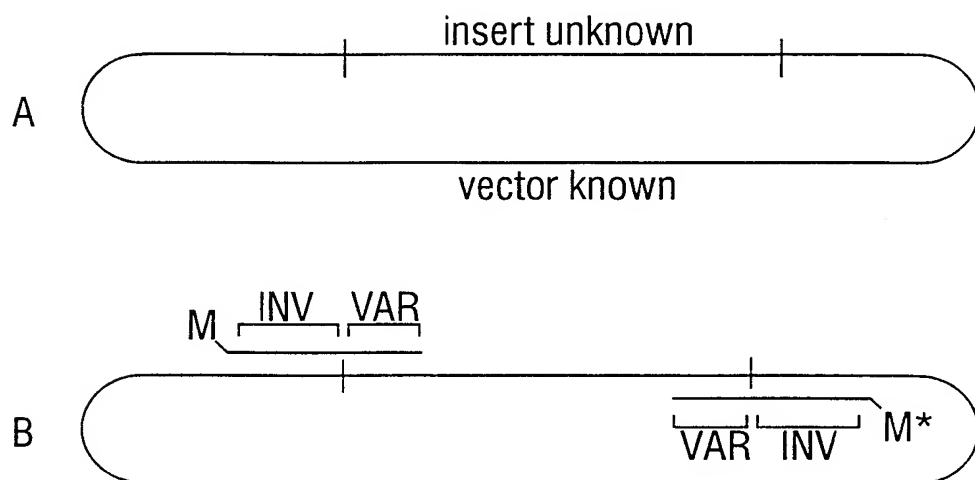 insert unknown
A
vector known
INV VAR
M
B
VAR INV M*